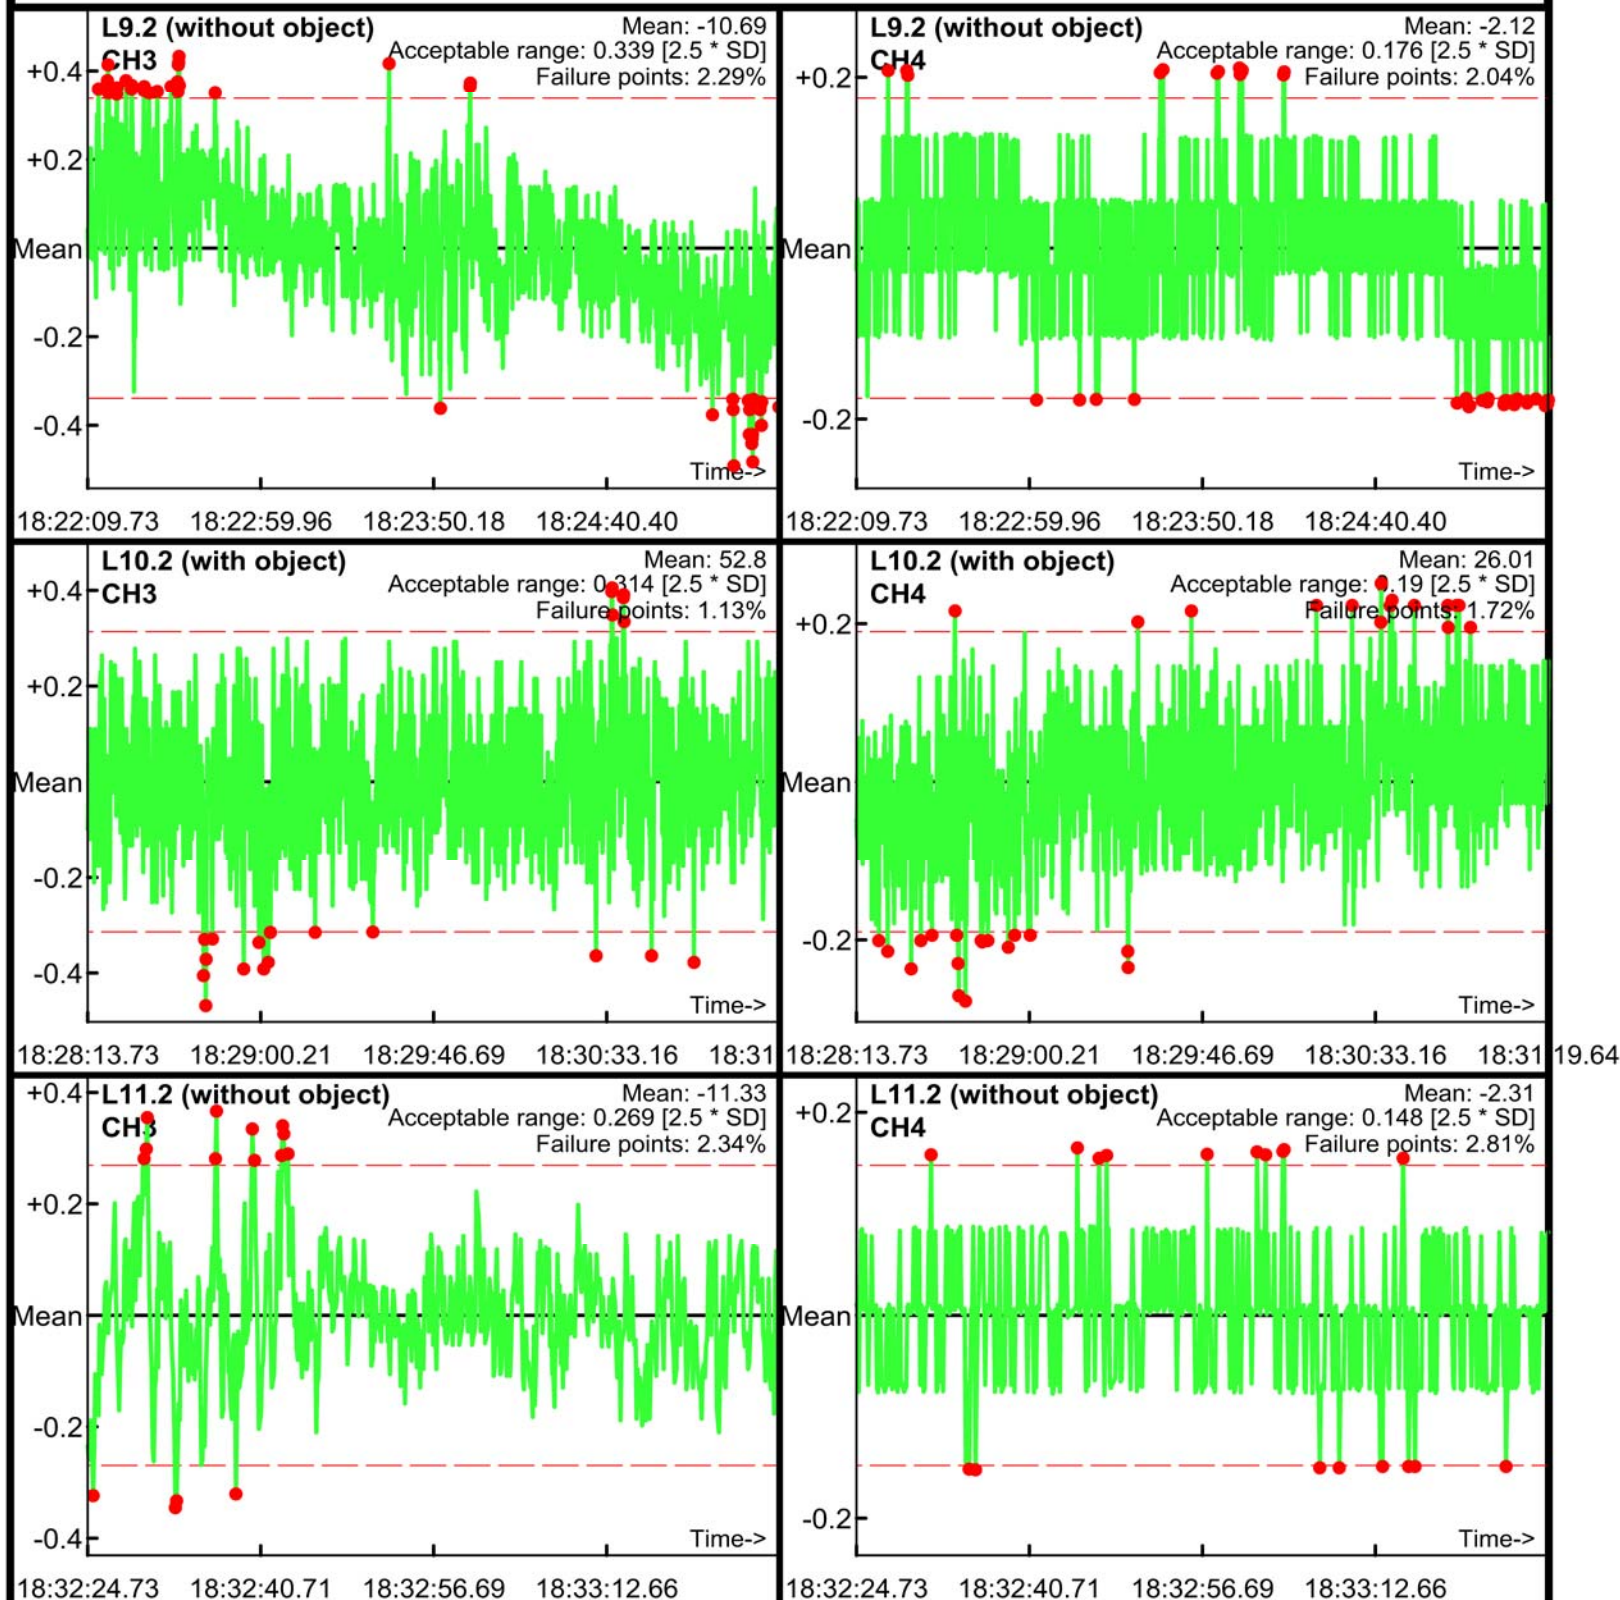 L9.2 (without object)
CH3
Mean: -10.69
Acceptable range: 0.339 [2.5 * SD]
Failure points: 2.29%
+0.4
+0.2
Mean
-0.2
-0.4
Time->
18:22:09.73 18:22:59.96 18:23:50.18 18:24:40.40
L9.2 (without object)
CH4
Mean: -2.12
Acceptable range: 0.176 [2.5 * SD]
Failure points: 2.04%
+0.2
Mean
-0.2
Time->
18:22:09.73 18:22:59.96 18:23:50.18 18:24:40.40
L10.2 (with object)
CH3
Mean: 52.8
Acceptable range: 0.314 [2.5 * SD]
Failure points: 1.13%
+0.4
+0.2
Mean
-0.2
-0.4
Time->
18:28:13.73 18:29:00.21 18:29:46.69 18:30:33.16 18:31
L10.2 (with object)
CH4
Mean: 26.01
Acceptable range: 0.19 [2.5 * SD]
Failure points: 1.72%
+0.2
Mean
-0.2
Time->
18:28:13.73 18:29:00.21 18:29:46.69 18:30:33.16 18:31:19.64
L11.2 (without object)
CH3
Mean: -11.33
Acceptable range: 0.269 [2.5 * SD]
Failure points: 2.34%
+0.4
+0.2
Mean
-0.2
-0.4
Time->
18:32:24.73 18:32:40.71 18:32:56.69 18:33:12.66
L11.2 (without object)
CH4
Mean: -2.31
Acceptable range: 0.148 [2.5 * SD]
Failure points: 2.81%
+0.2
Mean
-0.2
Time->
18:32:24.73 18:32:40.71 18:32:56.69 18:33:12.66